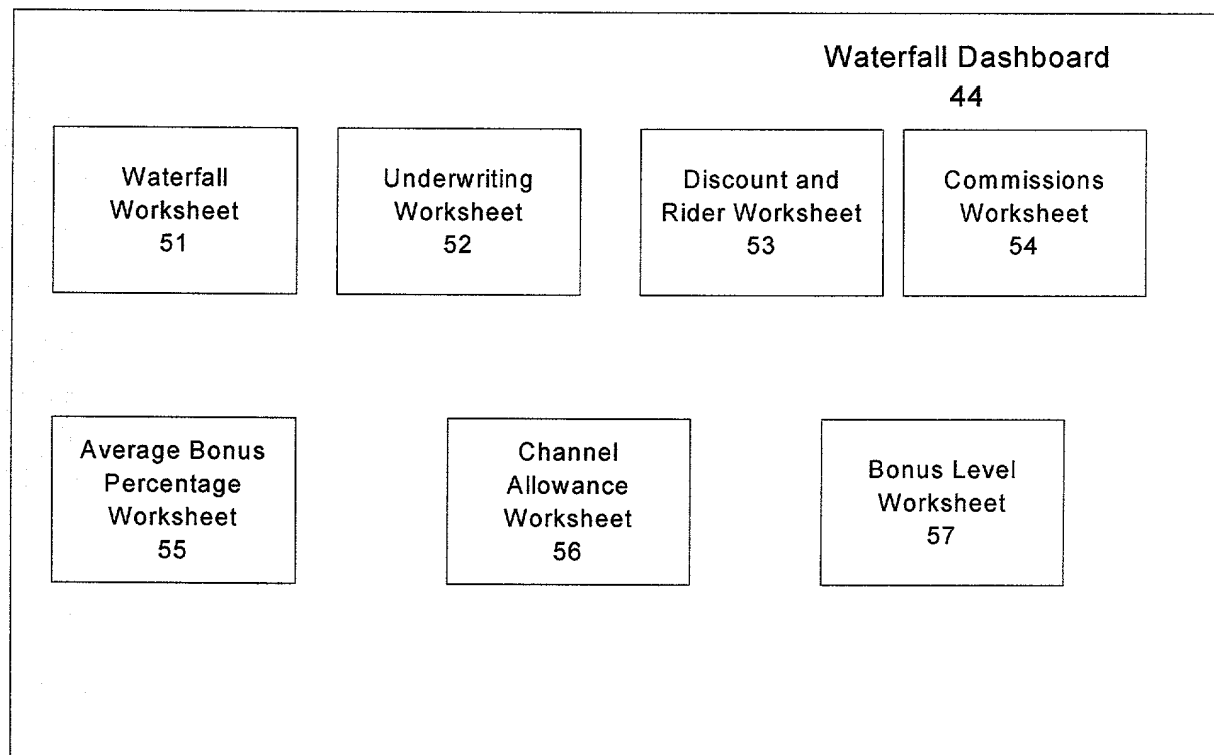 Waterfall Dashboard
44
Waterfall
Worksheet
51
Underwriting
Worksheet
52
Discount and
Rider Worksheet
53
Commissions
Worksheet
54
Average Bonus
Percentage
Worksheet
55
Channel
Allowance
Worksheet
56
Bonus Level
Worksheet
57